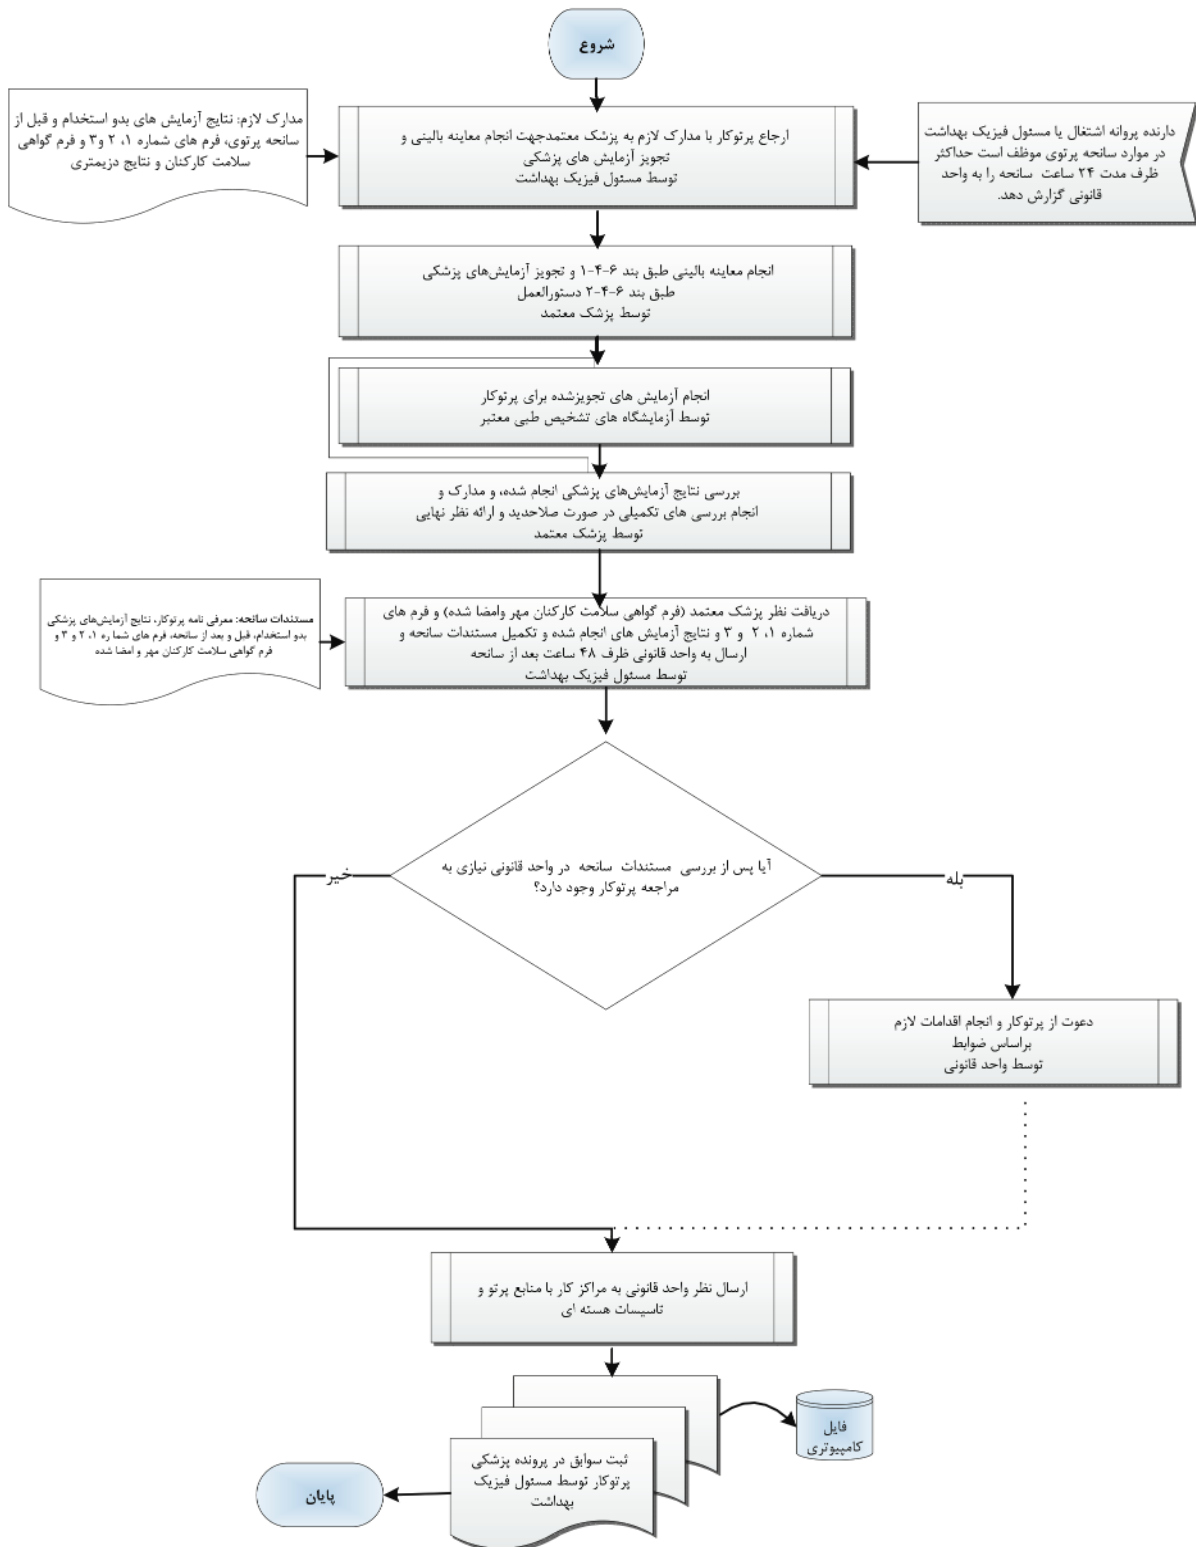 شروع
مدارک لازم: نتایج آزمایش های بدو استخدام و قبل از
سانحه پرتوی، فرم های شماره ۱، ۲ و۳ و فرم گواهی
سلامت کارکنان و نتایج دزیمتری
ارجاع پرتوکار با مدارک لازم به پزشک معتمدجهت انجام معاینه بالینی و
تجویز آزمایش های پزشکی
توسط مسئول فیزیک بهداشت
دارنده پروانه اشتغال یا مسئول فیزیک بهداشت
در موارد سانحه پرتوی موظف است حداکثر
ظرف مدت ۲۴ ساعت سانحه را به واحد
قانونی گزارش دهد.
انجام معاینه بالینی طبق بند ۶-۴-۱ و تجویز آزمایش‌های پزشکی
طبق بند ۶-۴-۲ دستورالعمل
توسط پزشک معتمد
انجام آزمایش های تجویزشده برای پرتوکار
توسط آزمایشگاه های تشخیص طبی معتبر
بررسی نتایج آزمایش‌های پزشکی انجام شده، و مدارک و
انجام بررسی های تکمیلی در صورت صلاحدید و ارائه نظر نهایی
توسط پزشک معتمد
مستندات سانحه: معرفی نامه پرتوکار، نتایج آزمایش‌های پزشکی
بدو استخدام، قبل و بعد از سانحه، فرم های شما ره ۱، ۲ و ۳ و
فرم گواهی سلامت کارکنان مهر و امضا شده
دریافت نظر پزشک معتمد (فرم گواهی سلامت کارکنان مهر وامضا شده) و فرم های
شماره ۱، ۲ و ۳ و نتایج آزمایش های انجام شده و تکمیل مستندات سانحه و
ارسال به واحد قانونی ظرف ۴۸ ساعت بعد از سانحه
توسط مسئول فیزیک بهداشت
آیا پس از بررسی مستندات سانحه در واحد قانونی نیازی به
مراجعه پرتوکار وجود دارد؟
بله
خیر
دعوت از پرتوکار و انجام اقدامات لازم
براساس ضوابط
توسط واحد قانونی
ارسال نظر واحد قانونی به مراکز کار با منابع پرتو و
تاسیسات هسته ای
فایل
کامپیوتری
ثبت سوابق در پرونده پزشکی
پرتوکار توسط مسئول فیزیک
بهداشت
پایان